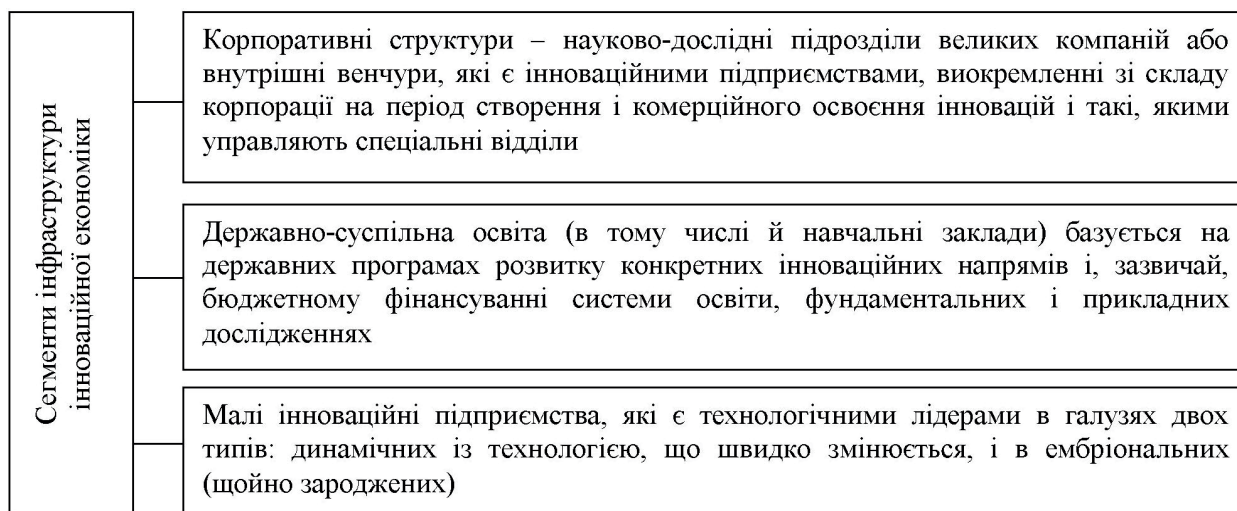 Сегменти інфраструктури
інноваційної економіки
Корпоративні структури – науково-дослідні підрозділи великих компаній або
внутрішні венчури, які є інноваційними підприємствами, виокремленні зі складу
корпорації на період створення і комерційного освоєння інновацій і такі, якими
управляють спеціальні відділи
Державно-суспільна освіта (в тому числі й навчальні заклади) базується на
державних програмах розвитку конкретних інноваційних напрямів і, зазвичай,
бюджетному фінансуванні системи освіти, фундаментальних і прикладних
дослідженнях
Малі інноваційні підприємства, які є технологічними лідерами в галузях двох
типів: динамічних із технологією, що швидко змінюється, і в ембріональних
(щойно зароджених)